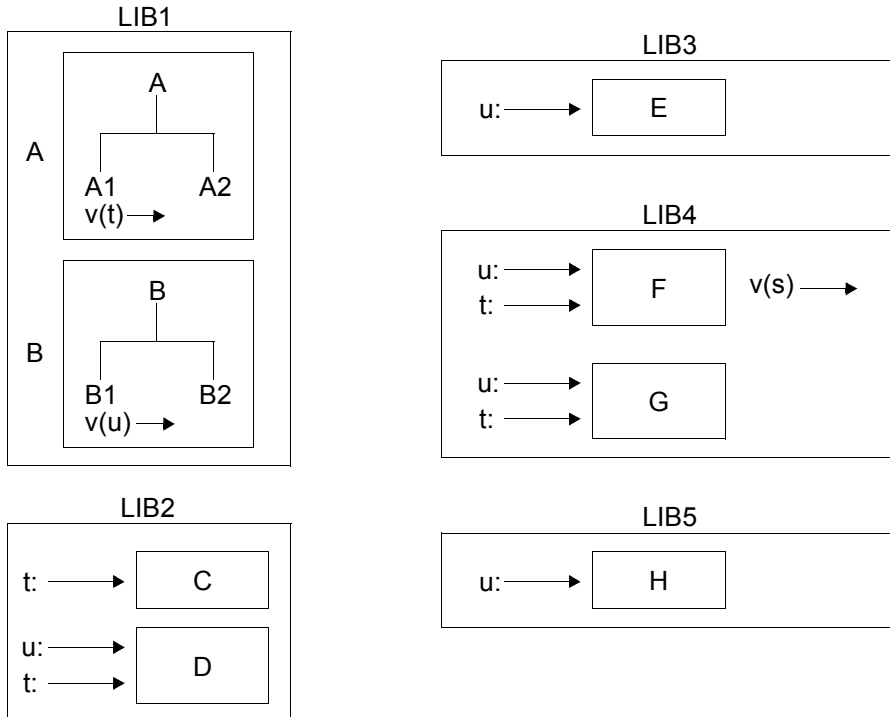 LIB1
A
A
A1 A2
v(t)
B
B
B1 B2
v(u)
LIB2
t: C
u:
D
t:
LIB3
u: E
LIB4
u:
F v(s)
t:
u:
G
t:
LIB5
u: H